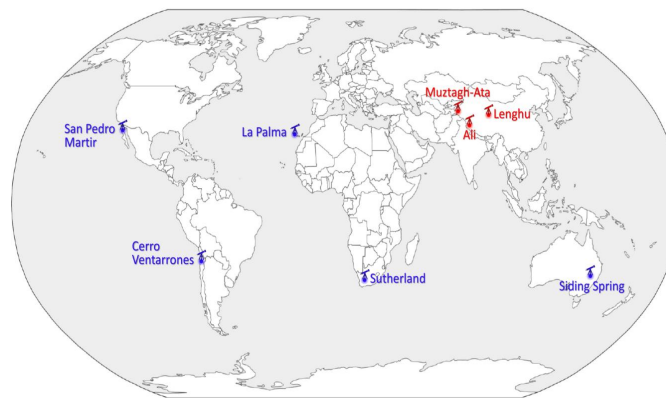 Muztagh-Ata
Lenghu
Ali
San Pedro
Martir
La Palma
Cerro
Ventarrones
Sutherland
Siding Spring